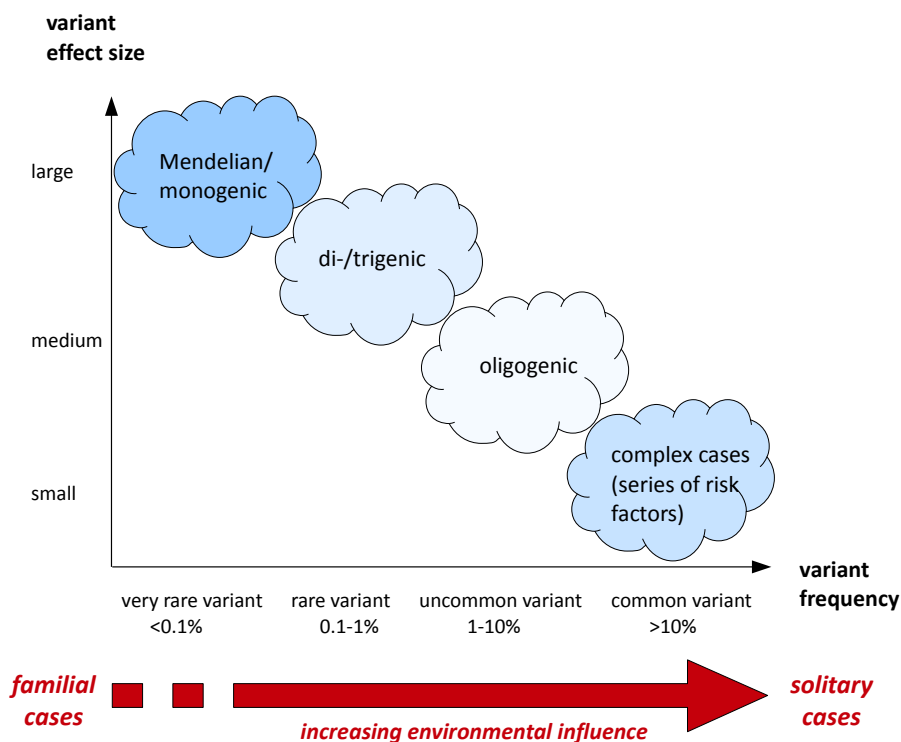 variant
effect size
large
Mendelian/
monogenic
di-/trigenic
medium
oligogenic
complex cases
(series of risk
factors)
small
variant
frequency
very rare variant
<0.1%
rare variant
0.1-1%
uncommon variant
1-10%
common variant
>10%
familial
cases
solitary
cases
increasing environmental influence